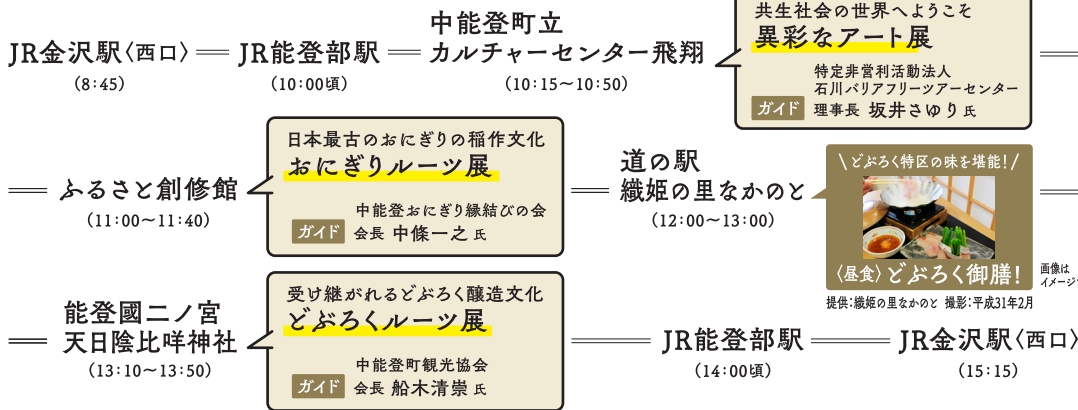 JR金沢駅〈西口〉
(8:45)
JR能登部駅
(10:00頃)
中能登町立
カルチャーセンター飛翔
(10:15〜10:50)
共生社会の世界へようこそ
異彩なアート展
特定非営利活動法人
石川バリアフリーツアーセンター
ガイド 理事長 坂井さゆり 氏
ふるさと創修館
(11:00〜11:40)
日本最古のおにぎりの稲作文化
おにぎりルーツ展
中能登おにぎり縁結びの会
ガイド 会長 中條一之 氏
道の駅
織姫の里なかのと
(12:00〜13:00)
\どぶろく特区の味を堪能!/
〈昼食〉どぶろく御膳!
提供:織姫の里なかのと 撮影:平成31年2月
画像は
イメージ
能登國二ノ宮
天日陰比咩神社
(13:10〜13:50)
受け継がれるどぶろく醸造文化
どぶろくルーツ展
中能登町観光協会
ガイド 会長 船木清崇 氏
JR能登部駅
(14:00頃)
JR金沢駅〈西口〉
(15:15)